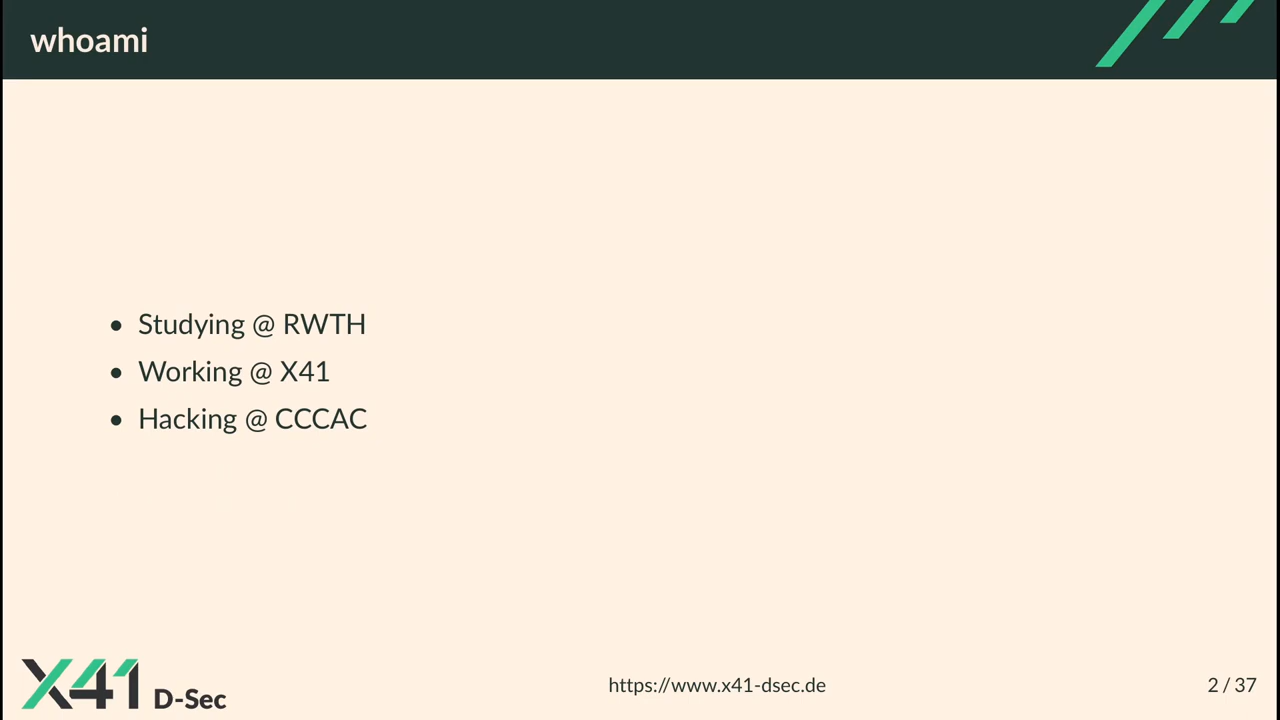 whoami
• Studying @ RWTH
• Working @ X41
• Hacking @ CCCAC
X41 D-Sec
https://www.x41-dsec.de
2 / 37